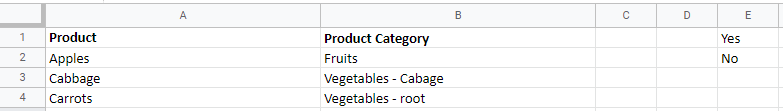 A B C D E
1 Product Product Category Yes
2 Apples Fruits No
3 Cabbage Vegetables - Cabage
4 Carrots Vegetables - root